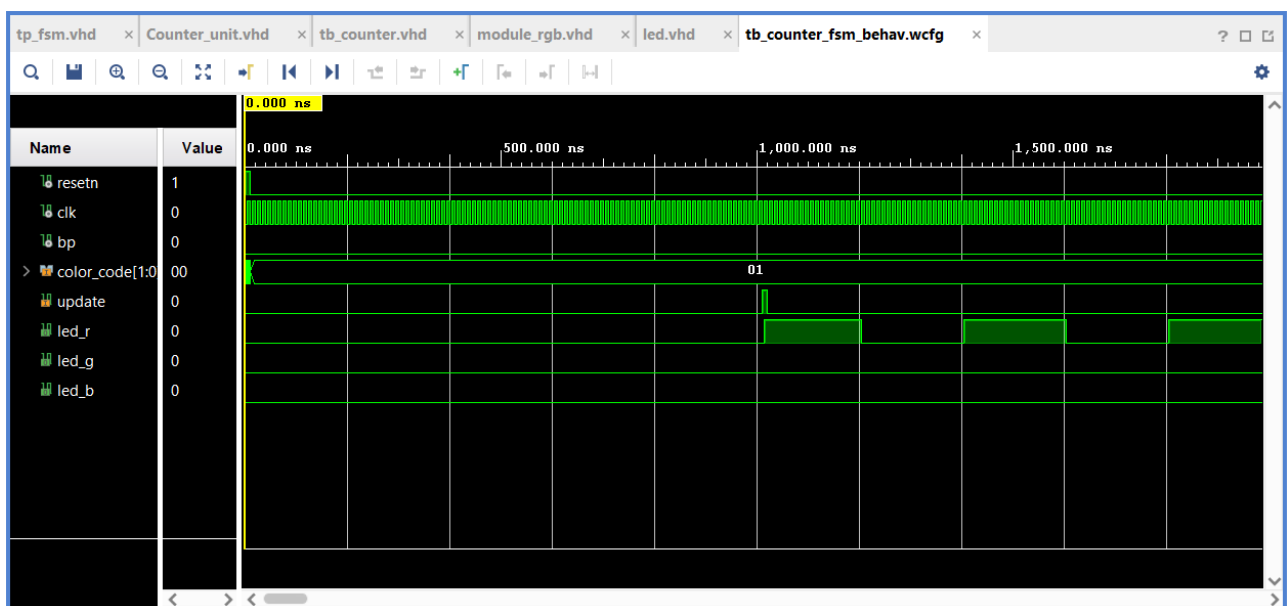 tp_fsm.vhd × Counter_unit.vhd × tb_counter.vhd × module_rgb.vhd × led.vhd × tb_counter_fsm_behav.wcfg × ?
0.000 ns
Name Value 0.000 ns 500.000 ns 1,000.000 ns 1,500.000 ns
resetn 1
clk 0
bp 0
color_code[1:0 00 01
update 0
led_r 0
led_g 0
led_b 0